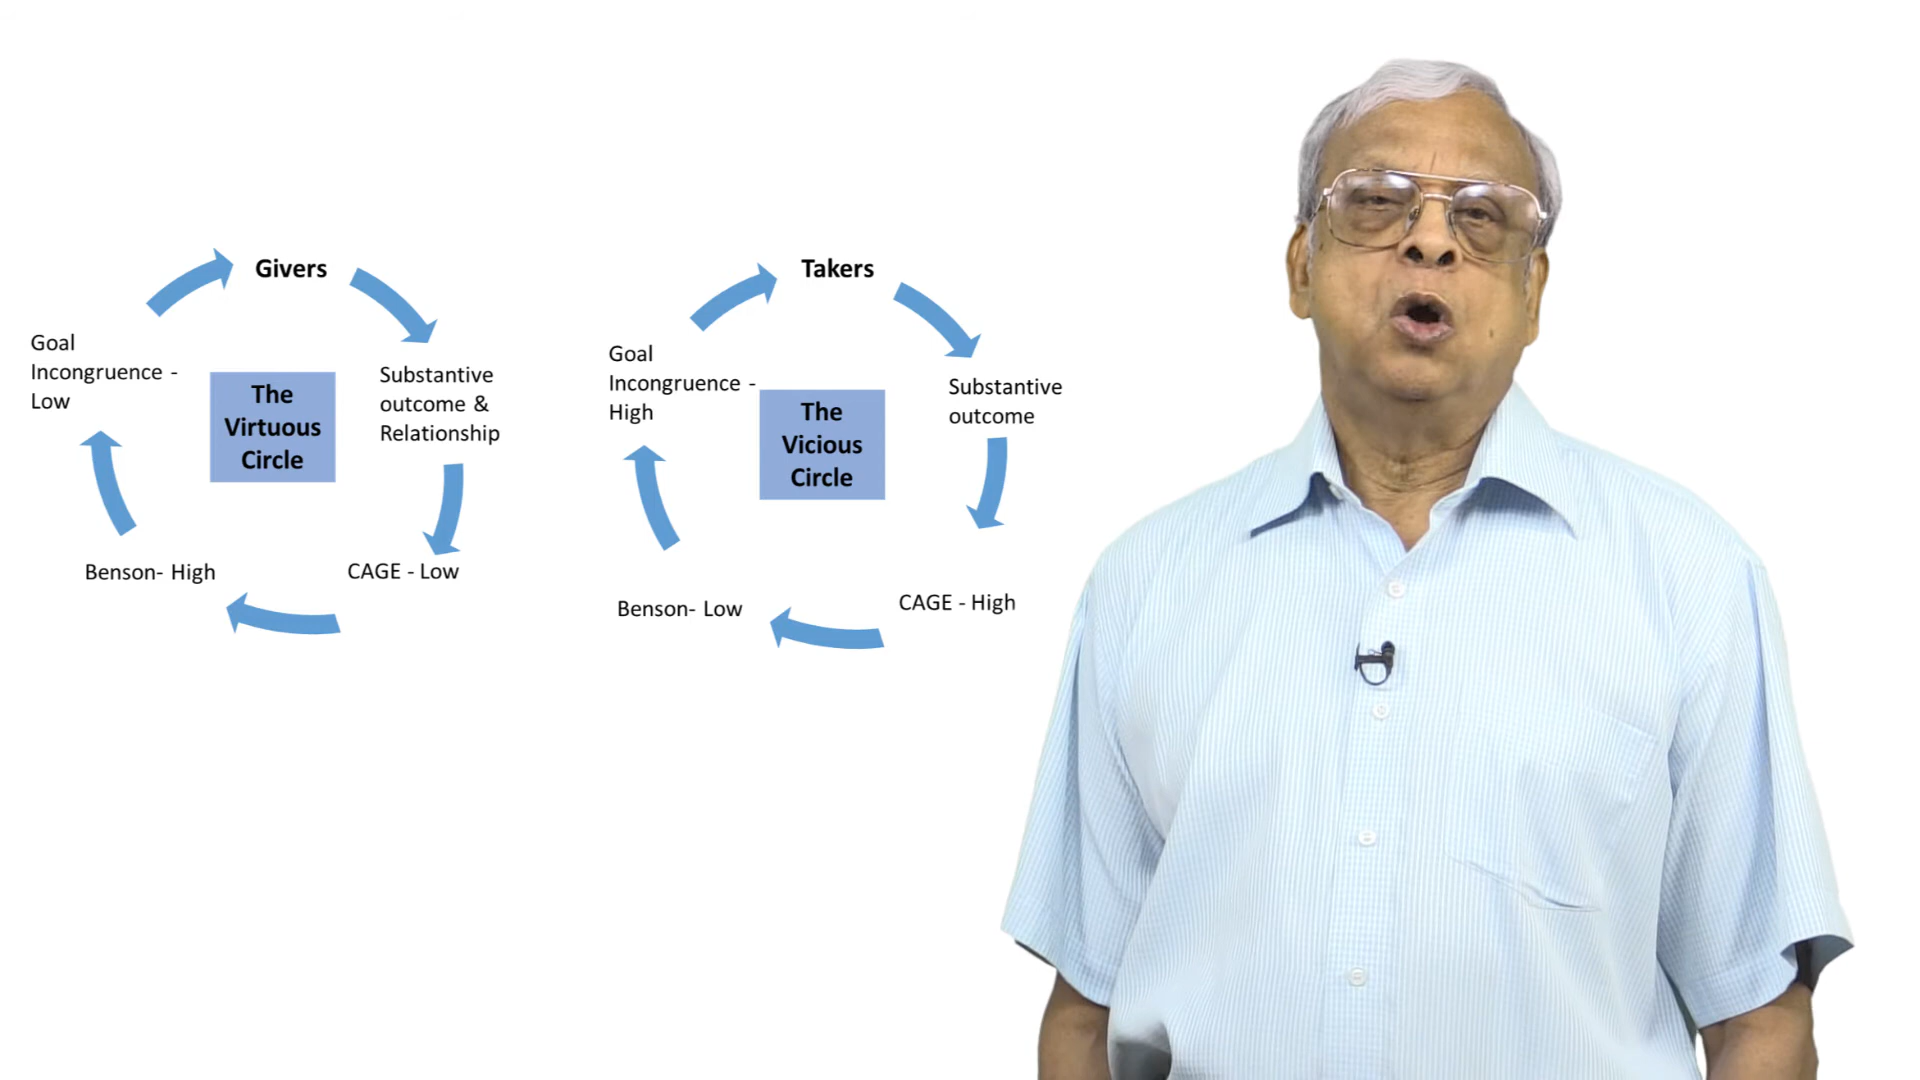 Givers
Substantive
outcome &
Relationship
CAGE - Low
Benson- High
Goal
Incongruence -
Low
The
Virtuous
Circle
Takers
Substantive
outcome
CAGE - High
Benson- Low
Goal
Incongruence -
High
The
Vicious
Circle